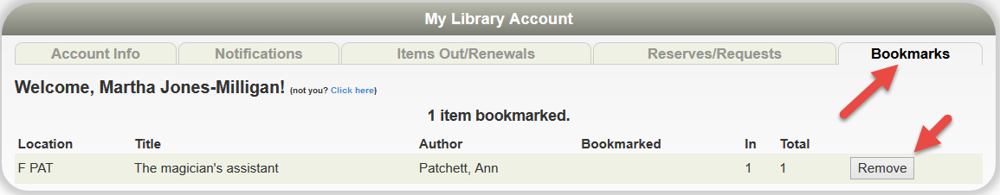 My Library Account
Account Info Notifications Items Out/Renewals Reserves/Requests Bookmarks
Welcome, Martha Jones-Milligan! (not you? Click here)
1 item bookmarked.
Location Title Author Bookmarked In Total
F PAT The magician's assistant Patchett, Ann 1 1 Remove